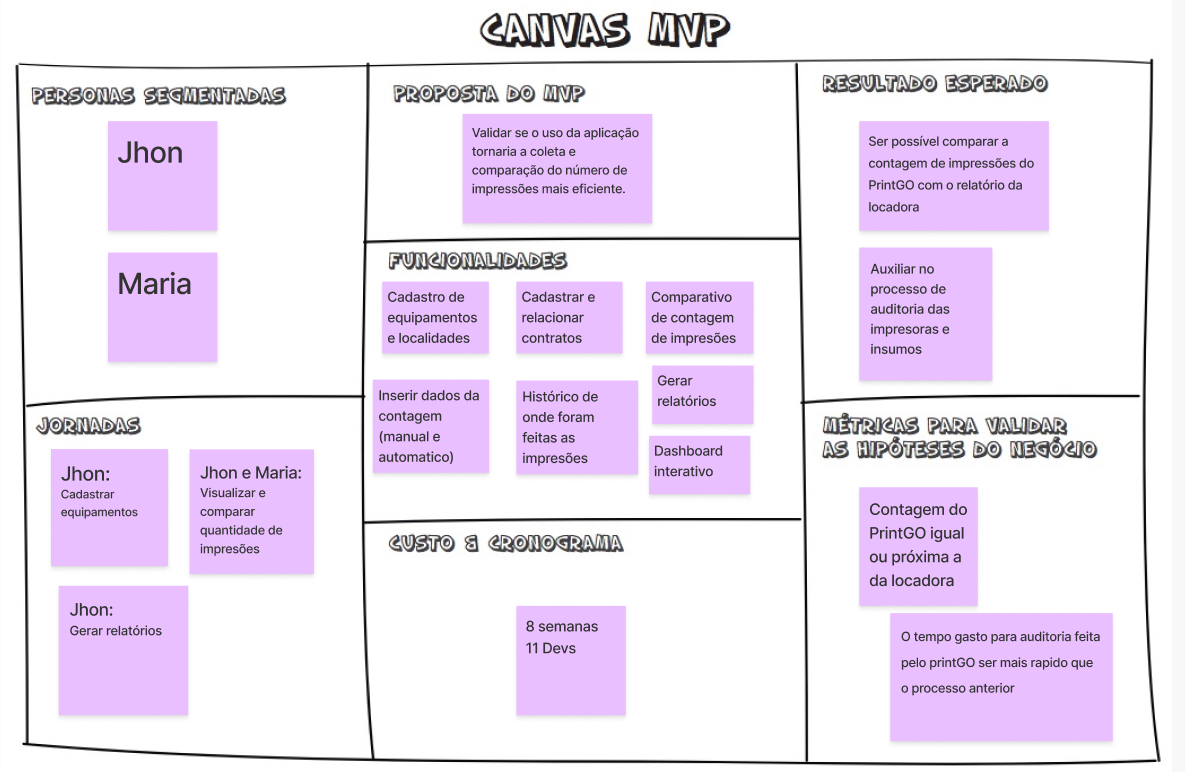 CANVAS MVP
PERSONAS SEGMENTADAS
Jhon
Maria
PROPOSTA DO MVP
Validar se o uso da aplicação
tornaria a coleta e
comparação do número de
impressões mais eficiente.
RESULTADO ESPERADO
Ser possível comparar a
contagem de impressões do
PrintGO com o relatório da
locadora
Auxiliar no
processo de
auditoria das
impresoras e
insumos
FUNCIONALIDADES
Cadastro de
equipamentos
e localidades
Cadastrar e
relacionar
contratos
Comparativo
de contagem
de impresões
Inserir dados da
contagem
(manual e
automatico)
Histórico de
onde foram
feitas as
impresões
Gerar
relatórios
Dashboard
interativo
JORNADAS
Jhon:
Cadastrar
equipamentos
Jhon e Maria:
Visualizar e
comparar
quantidade de
impresões
Jhon:
Gerar relatórios
CUSTO & CRONOGRAMA
8 semanas
11 Devs
MÉTRICAS PARA VALIDAR
AS HIPÓTESES DO NEGÓCIO
Contagem do
PrintGO igual
ou próxima a
da locadora
O tempo gasto para auditoria feita
pelo printGO ser mais rapido que
o processo anterior